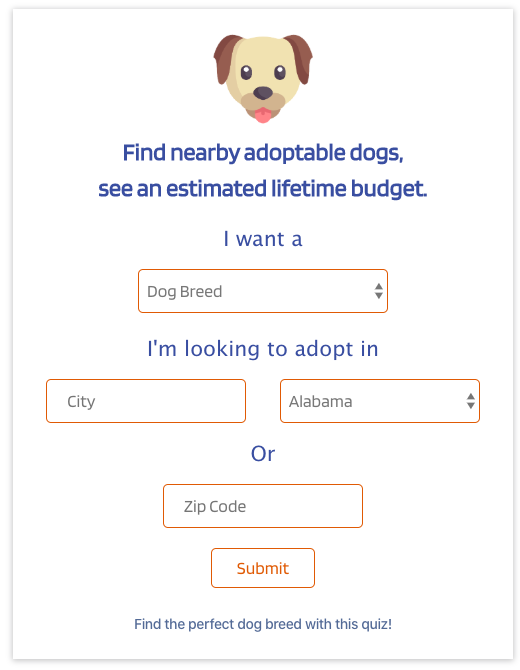 Find nearby adoptable dogs,
see an estimated lifetime budget.
I want a
Dog Breed
I'm looking to adopt in
City Alabama
Or
Zip Code
Submit
Find the perfect dog breed with this quiz!